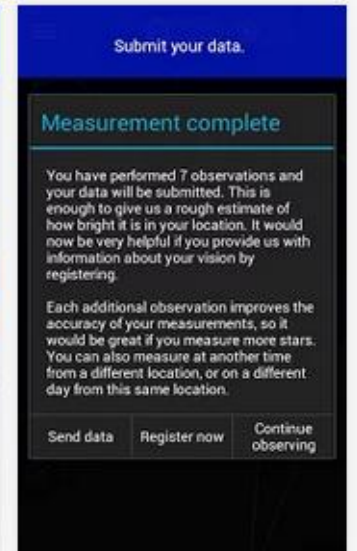 Submit your data.
Measurement complete
You have performed 7 observations and
your data will be submitted. This is
enough to give us a rough estimate of
how bright it is in your location. It would
now be very helpful if you provide us with
information about your vision by
registering.
Each additional observation improves the
accuracy of your measurements, so it
would be great if you measure more stars.
You can also measure at another time
from a different location, or on a different
day from this same location.
Send data
Register now
Continue
observing